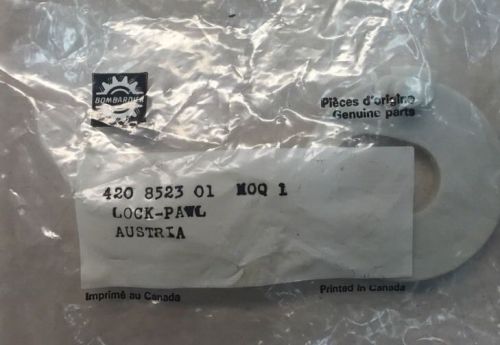 BOMBARDIER
Pièces d'origine
Genuine parts
420 8523 01 MOQ 1
LOCK-PAWL
AUSTRIA
Imprimé au Canada
Printed in Canada